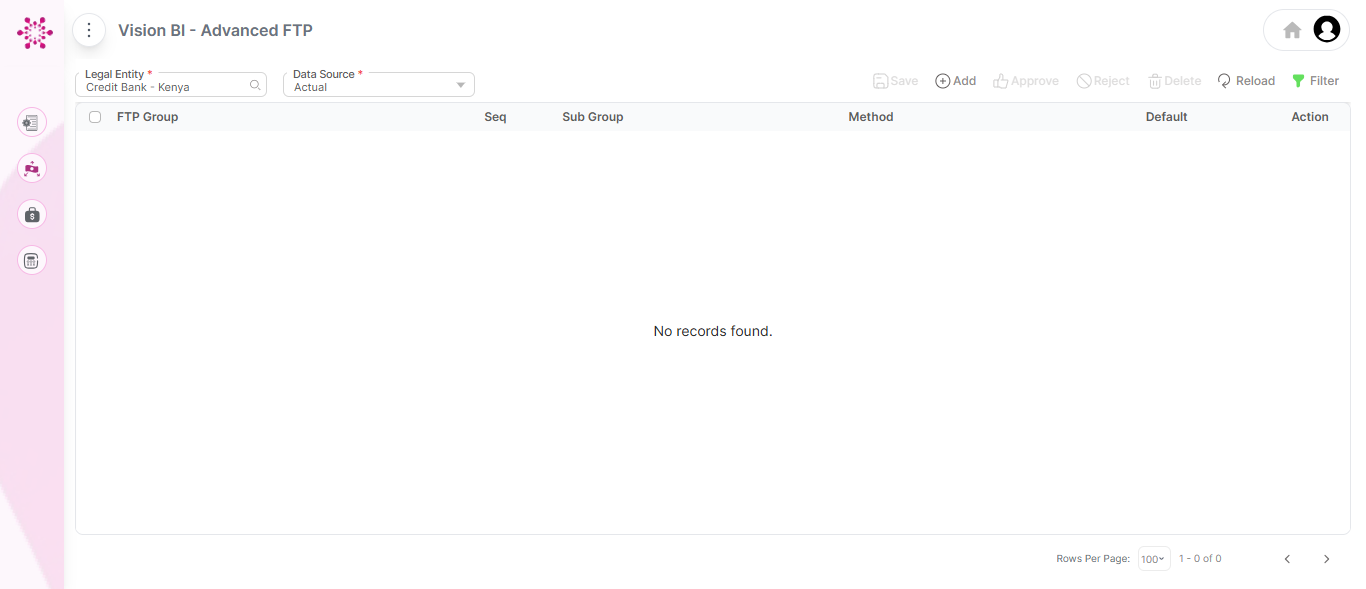 Vision BI - Advanced FTP
Legal Entity *
Credit Bank - Kenya
Data Source *
Actual
Save
Add
Approve
Reject
Delete
Reload
Filter
FTP Group
Seq
Sub Group
Method
Default
Action
No records found.
Rows Per Page:
100
1 - 0 of 0